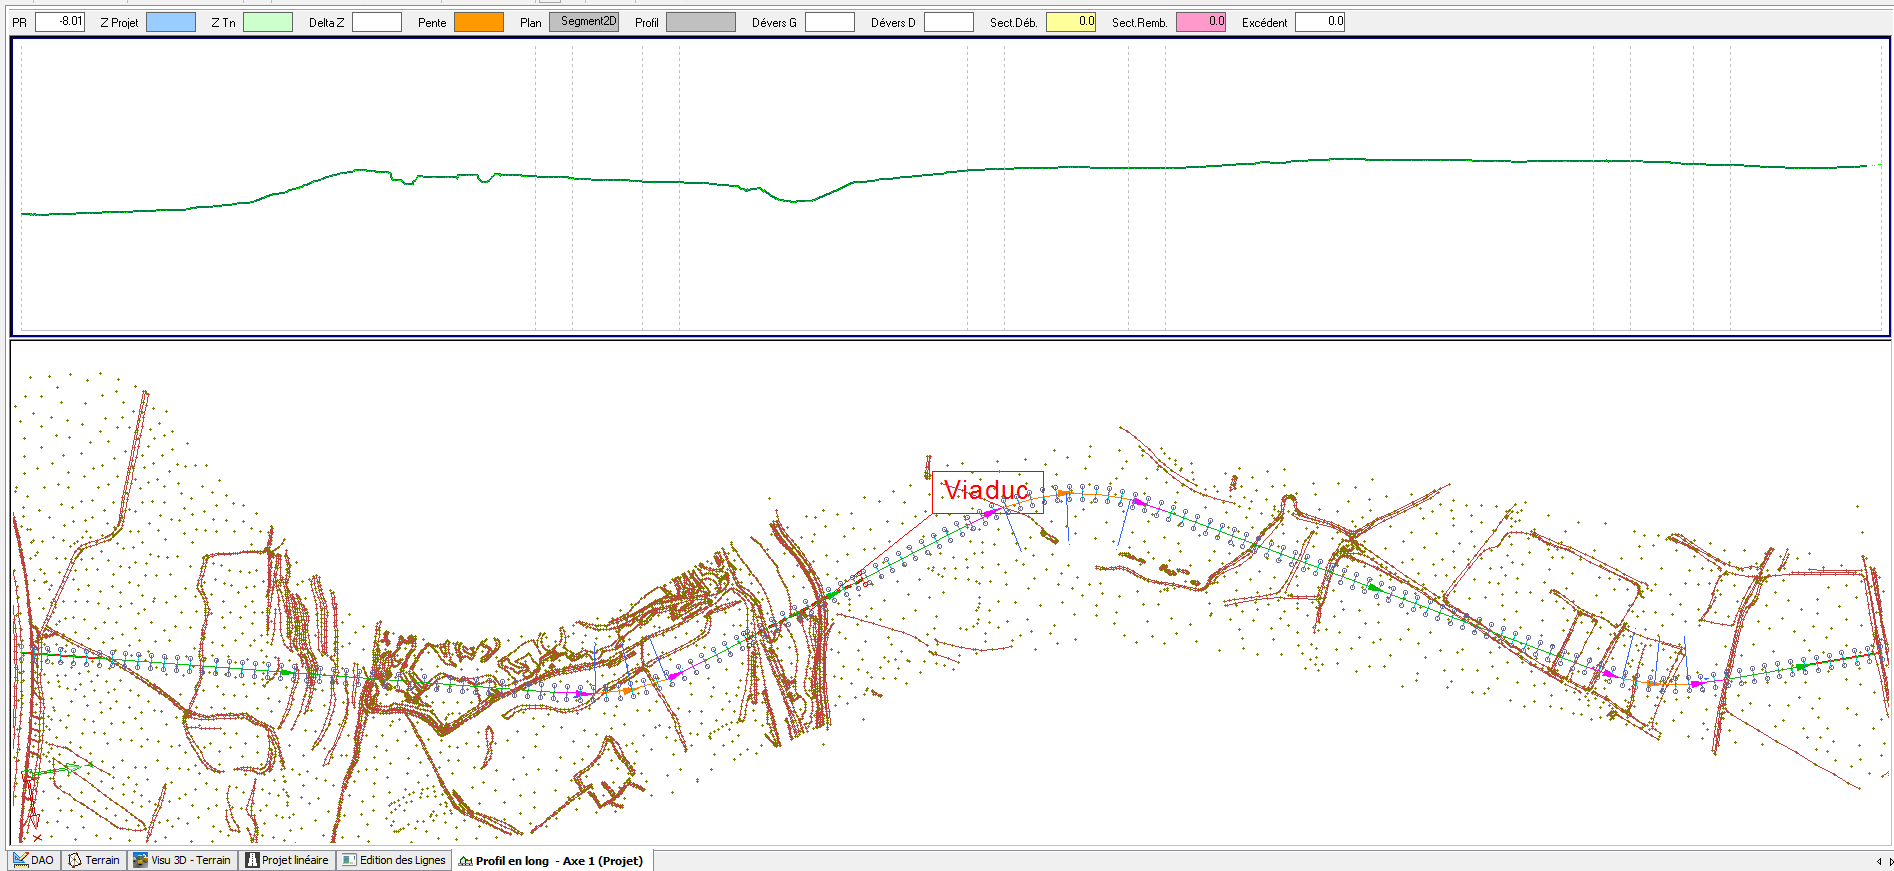 PR -8.01 Z Projet Z Tn Delta Z Pente Plan Segment2D Profil Dévers G Dévers D Sect.Déb. 0.0 Sect.Remb. 0.0 Excédent 0.0
Viaduc
DAO Terrain Visu 3D - Terrain Projet linéaire Edition des Lignes Profil en long - Axe 1 (Projet)